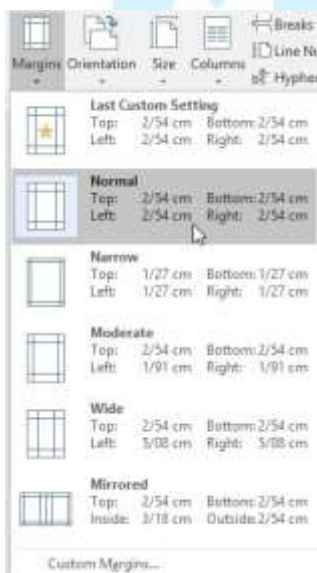 Breaks
Line Nu
Margins Orientation Size Columns
Hyphen
Last Custom Setting
Top: 2/54 cm Bottom: 2/54 cm
Left: 2/54 cm Right: 2/54 cm
Normal
Top: 2/54 cm Bottom: 2/54 cm
Left: 2/54 cm Right: 2/54 cm
Narrow
Top: 1/27 cm Bottom: 1/27 cm
Left: 1/27 cm Right: 1/27 cm
Moderate
Top: 2/54 cm Bottom: 2/54 cm
Left: 1/91 cm Right: 1/91 cm
Wide
Top: 2/54 cm Bottom: 2/54 cm
Left: 5/08 cm Right: 5/08 cm
Mirrored
Top: 2/54 cm Bottom: 2/54 cm
Inside: 3/18 cm Outside: 2/54 cm
Custom Margins...